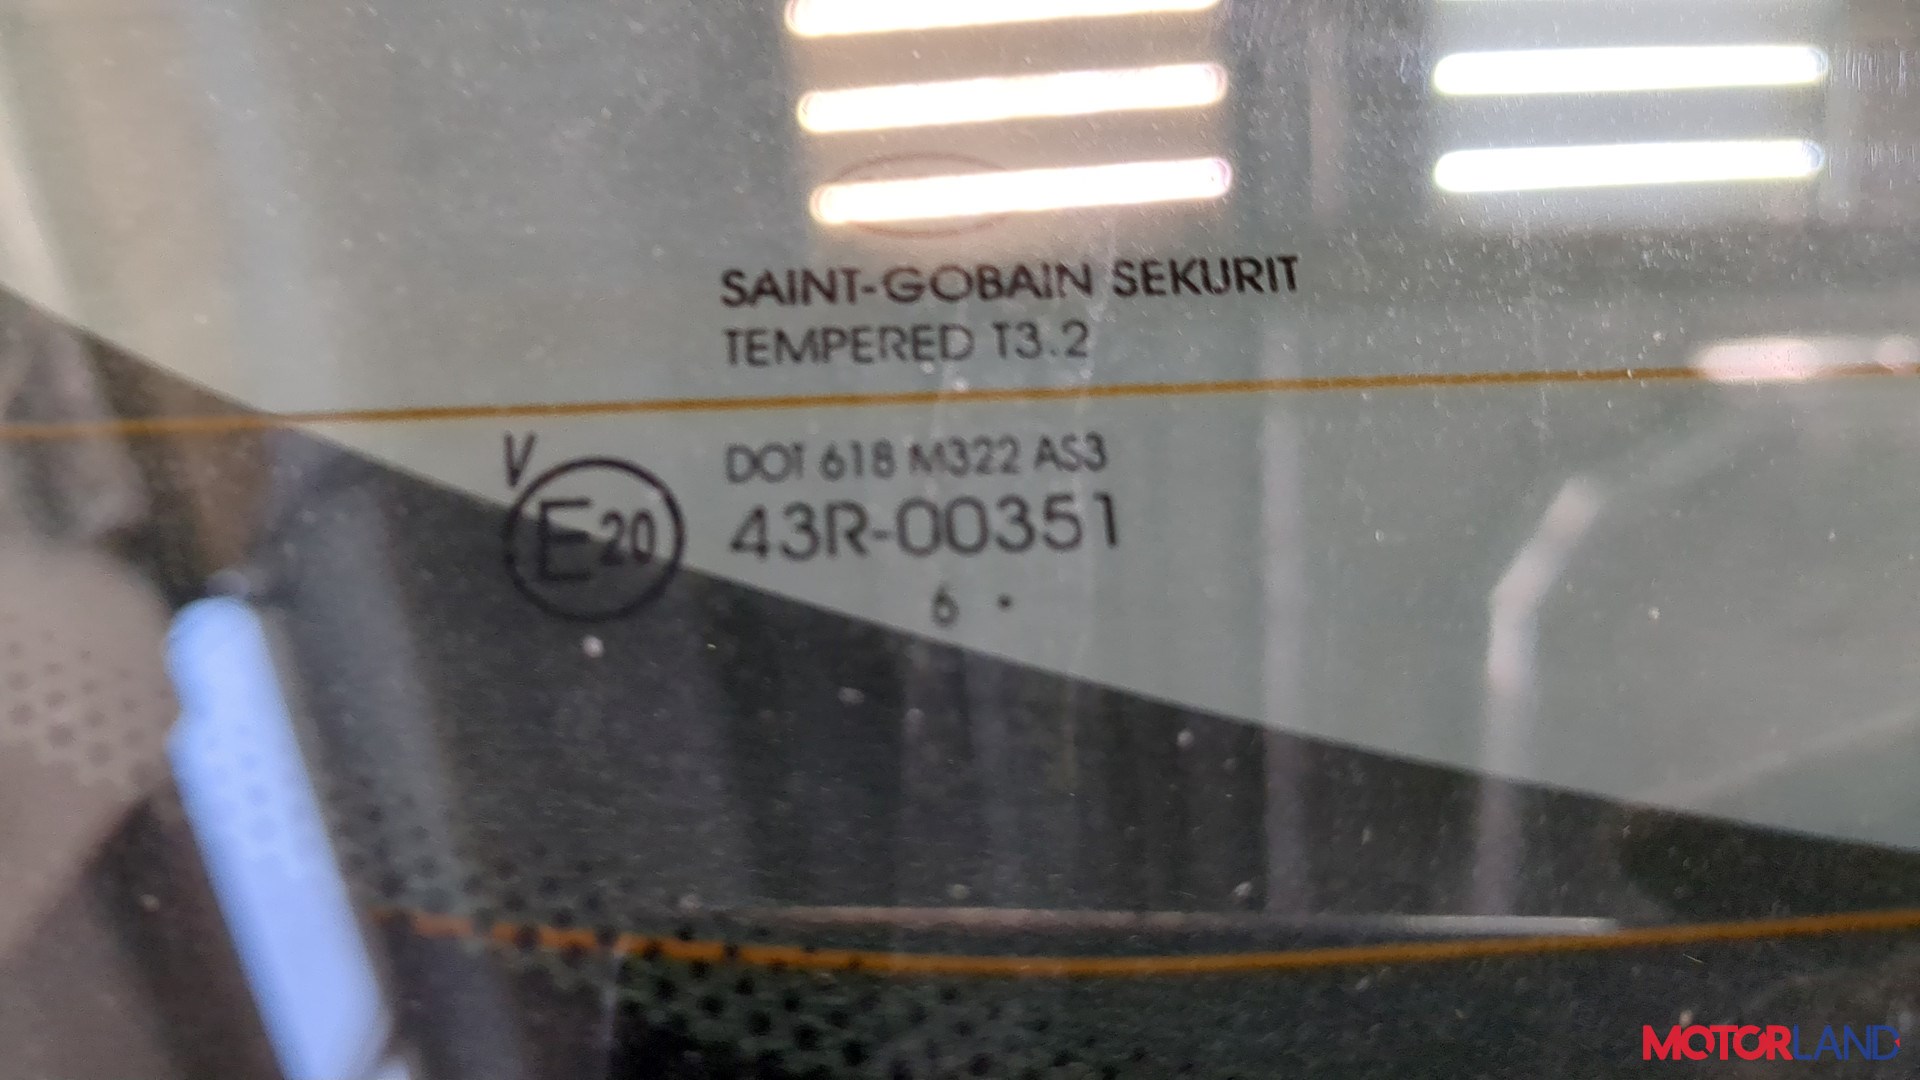 SAINT-GOBAIN SEKURIT
TEMPERED T3.2
V
E20
DOT 618 M322 AS3
43R-00351
6 •
MOTORLAND